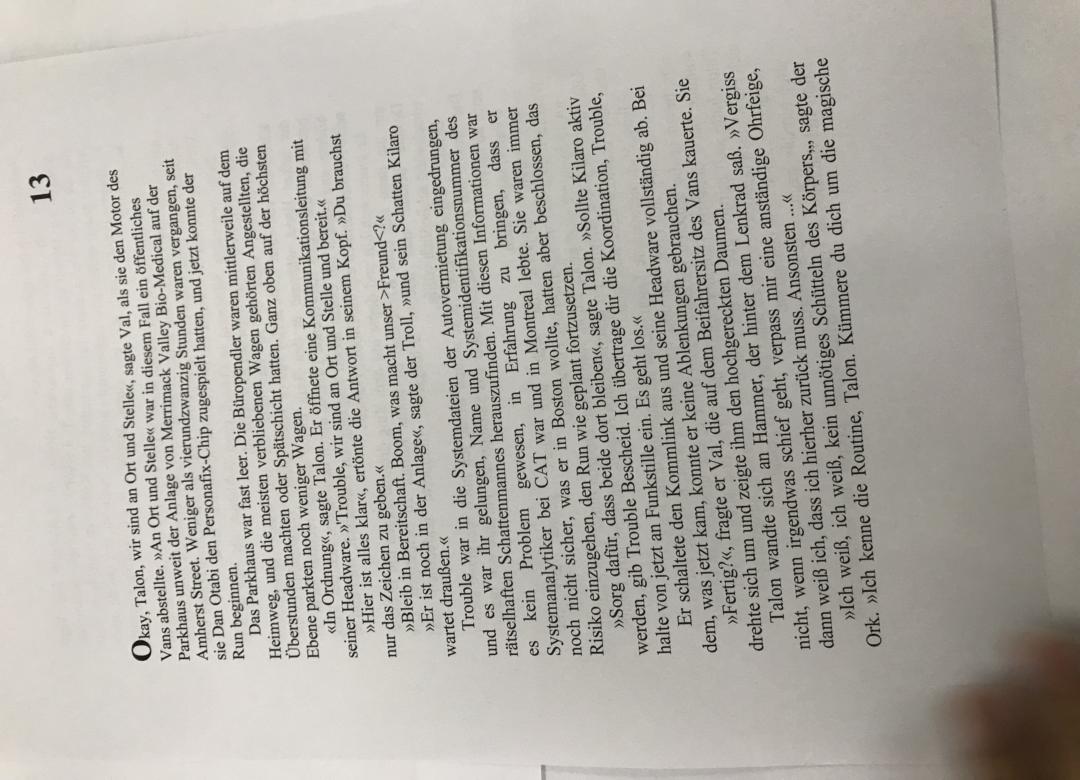 13
Okay, Talon, wir sind an Ort und Stelle«, sagte Val, als sie den Motor des
Vans abstellte. »An Ort und Stelle« war in diesem Fall ein öffentliches
Parkhaus unweit der Anlage von Merrimack Valley Bio-Medical auf der
Amherst Street. Weniger als vierundzwanzig Stunden waren vergangen, seit
sie Dan Otabi den Personafix-Chip zugespielt hatten, und jetzt konnte der
Run beginnen.
Das Parkhaus war fast leer. Die Büropendler waren mittlerweile auf dem
Heimweg, und die meisten verbliebenen Wagen gehörten Angestellten, die
Überstunden machten oder Spätschicht hatten. Ganz oben auf der höchsten
Ebene parkten noch weniger Wagen.
«In Ordnung«, sagte Talon. Er öffnete eine Kommunikationsleitung mit
seiner Headware. »'Trouble, wir sind an Ort und Stelle und bereit.«
»Hier ist alles klar«, ertönte die Antwort in seinem Kopf. »Du brauchst
nur das Zeichen zu geben.«
»Bleib in Bereitschaft. Boom, was macht unser >Freund<?«
»Er ist noch in der Anlage«, sagte der Troll, »und sein Schatten Kilaro
wartet draußen.«
Trouble war in die Systemdateien der Autovermietung eingedrungen,
und es war ihr gelungen, Name und Systemidentifikationsnummer des
rätselhaften Schattenmannes herauszufinden. Mit diesen Informationen war
es kein Problem gewesen, in Erfahrung zu bringen, dass er
Systemanalytiker bei CAT war und in Montreal lebte. Sie waren immer
noch nicht sicher, was er in Boston wollte, hatten aber beschlossen, das
Risiko einzugehen, den Run wie geplant fortzusetzen.
»Sorg dafür, dass beide dort bleiben«, sagte Talon. »Sollte Kilaro aktiv
werden, gib Trouble Bescheid. Ich übertrage dir die Koordination, Trouble,
halte von jetzt an Funkstille ein. Es geht los.«
Er schaltete den Kommlink aus und seine Headware vollständig ab. Bei
dem, was jetzt kam, konnte er keine Ablenkungen gebrauchen.
»Fertig?«, fragte er Val, die auf dem Beifahrersitz des Vans kauerte. Sie
drehte sich um und zeigte ihm den hochgereckten Daumen.
Talon wandte sich an Hammer, der hinter dem Lenkrad saß. »Vergiss
nicht, wenn irgendwas schief geht, verpass mir eine anständige Ohrfeige,
dann weiß ich, dass ich hierher zurück muss. Ansonsten ...«
»Ich weiß, ich weiß, kein unnötiges Schütteln des Körpers„, sagte der
Ork. »Ich kenne die Routine, Talon. Kümmere du dich um die magische